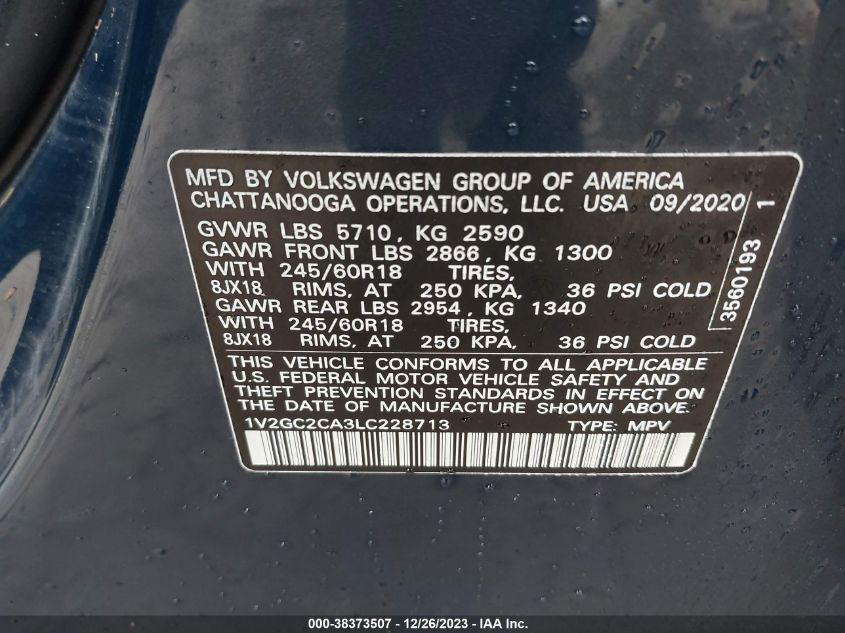 MFD BY VOLKSWAGEN GROUP OF AMERICA
CHATTANOOGA OPERATIONS, LLC. USA 09/2020
GVWR LBS 5710, KG 2590
GAWR FRONT LBS 2866, KG 1300
WITH 245/60R18 TIRES,
8JX18 RIMS, AT 250 KPA, 36 PSI COLD
GAWR REAR LBS 2954, KG 1340
WITH 245/60R18 TIRES,
8JX18 RIMS, AT 250 KPA, 36 PSI COLD
THIS VEHICLE CONFORMS TO ALL APPLICABLE
U.S. FEDERAL MOTOR VEHICLE SAFETY AND
THEFT PREVENTION STANDARDS IN EFFECT ON
THE DATE OF MANUFACTURE SHOWN ABOVE.
1V2GC2CA3LC228713 TYPE: MPV
3560193 1
000-38373507 - 12/26/2023 - IAA Inc.